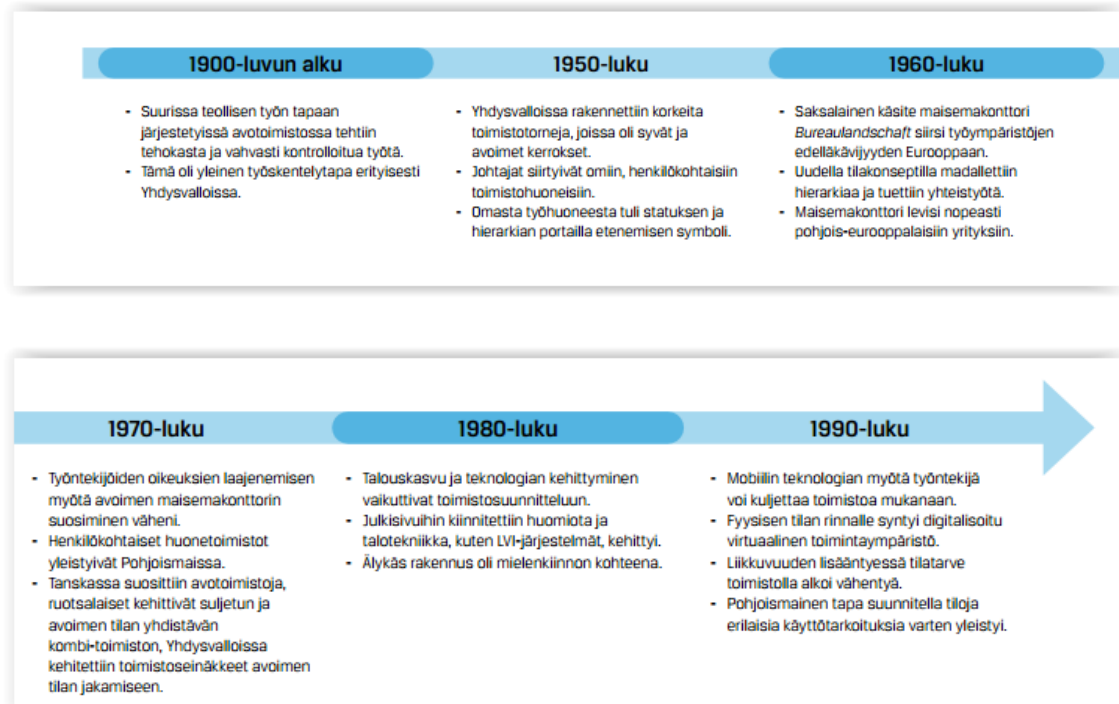 1900-luvun alku
- Suurissa teollisen työn tapaan
järjestetyissä avotoimistossa tehtiin
tehokasta ja vahvasti kontrolloitua työtä.
- Tämä oli yleinen työskentelytapa erityisesti
Yhdysvalloissa.
1950-luku
- Yhdysvalloissa rakennettiin korkeita
toimistotorneja, joissa oli syvät ja
avoimet kerrokset.
- Johtajat siirtyivät omiin, henkilökohtaisiin
toimistohuoneisiin.
- Omasta työhuoneesta tuli statuksen ja
hierarkian portailla etenemisen symboli.
1960-luku
- Saksalainen käsite maisemakonttori
Bureaulandschaft siirsi työympäristöjen
edelläkävijyyden Eurooppaan.
- Uudella tilakonseptilla madallettiin
hierarkiaa ja tuettiin yhteistyötä.
- Maisemakonttori levisi nopeasti
pohjois-eurooppalaisiin yrityksiin.
1970-luku
- Työntekijöiden oikeuksien laajenemisen
myötä avoimen maisemakonttorin
suosiminen väheni.
- Henkilökohtaiset huonetoimistot
yleistyivät Pohjoismaissa.
- Tanskassa suosittiin avotoimistoja,
ruotsalaiset kehittivät suljetun ja
avoimen tilan yhdistävän
kombi-toimiston, Yhdysvalloissa
kehitettiin toimistoseinäkkeet avoimen
tilan jakamiseen.
1980-luku
- Talouskasvu ja teknologian kehittyminen
vaikuttivat toimistosuunnitteluun.
- Julkisivuihin kiinnitettiin huomiota ja
talotekniikka, kuten LVI-järjestelmät, kehittyi.
- Älykäs rakennus oli mielenkiinnon kohteena.
1990-luku
- Mobiilin teknologian myötä työntekijä
voi kuljettaa toimistoa mukanaan.
- Fyysisen tilan rinnalle syntyi digitalisoitu
virtuaalinen toimintaympäristö.
- Liikkuvuuden lisääntyessä tilatarve
toimistolla alkoi vähentyä.
- Pohjoismainen tapa suunnitella tiloja
erilaisia käyttötarkoituksia varten yleistyi.